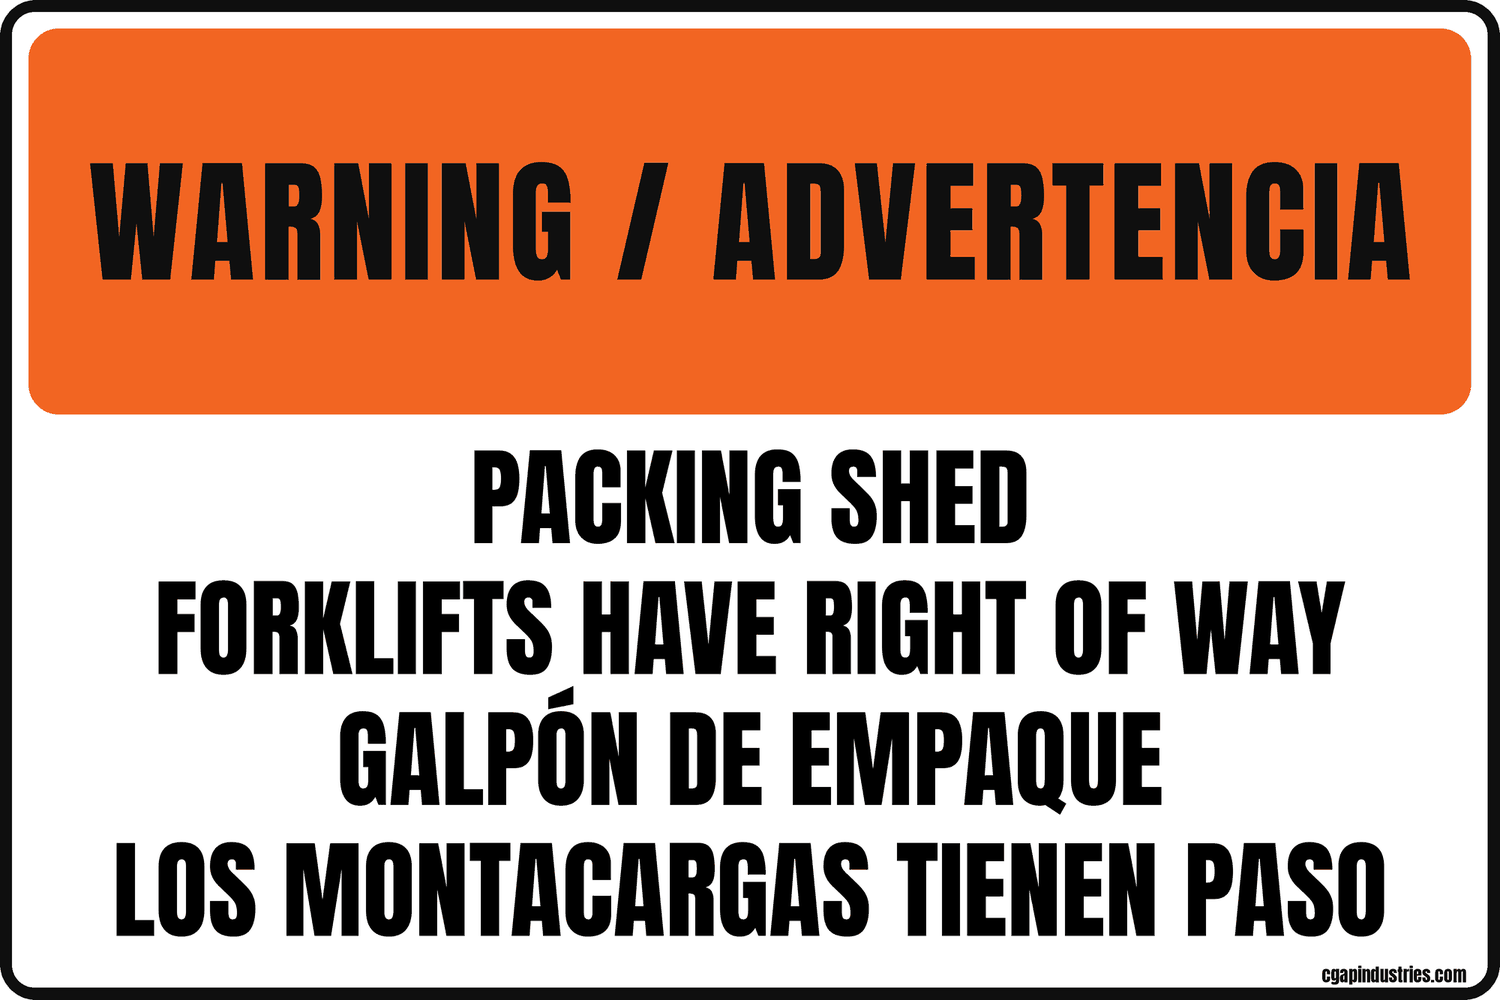 WARNING / ADVERTENCIA
PACKING SHED
FORKLIFTS HAVE RIGHT OF WAY
GALPÓN DE EMPAQUE
LOS MONTACARGAS TIENEN PASO
cgapindustries.com